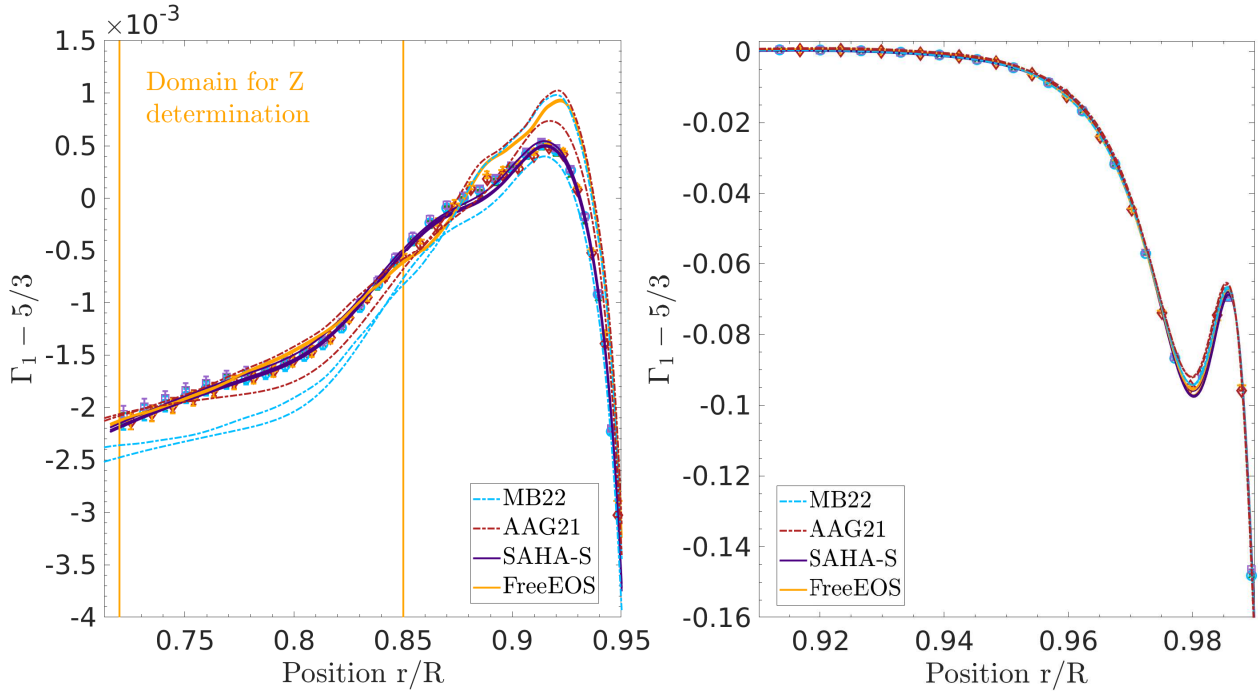 ×10⁻³
1.5
1
0.5
0
-0.5
-1
-1.5
-2
-2.5
-3
-3.5
-4
Γ₁ − 5/3
Domain for Z
determination
MB22
AAG21
SAHA-S
FreeEOS
0.75
0.8
0.85
0.9
0.95
Position r/R
0
-0.02
-0.04
-0.06
-0.08
-0.1
-0.12
-0.14
-0.16
Γ₁ − 5/3
MB22
AAG21
SAHA-S
FreeEOS
0.92
0.94
0.96
0.98
Position r/R